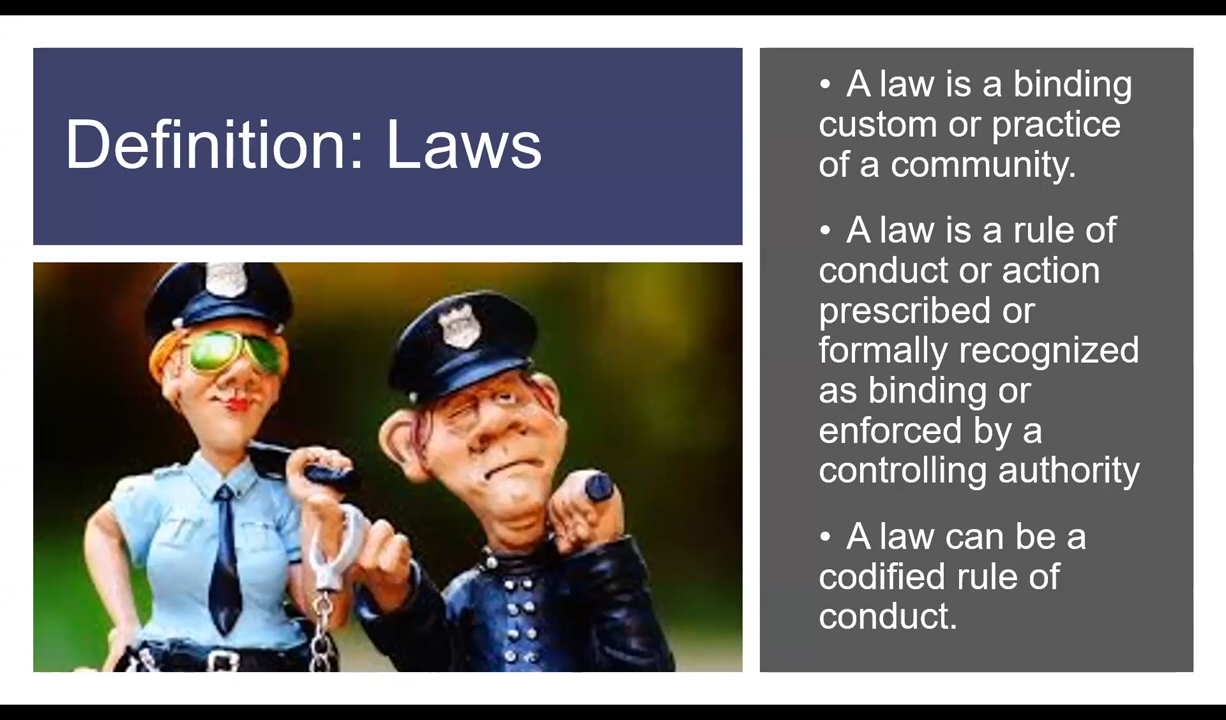 Definition: Laws
• A law is a binding
custom or practice
of a community.
• A law is a rule of
conduct or action
prescribed or
formally recognized
as binding or
enforced by a
controlling authority
• A law can be a
codified rule of
conduct.